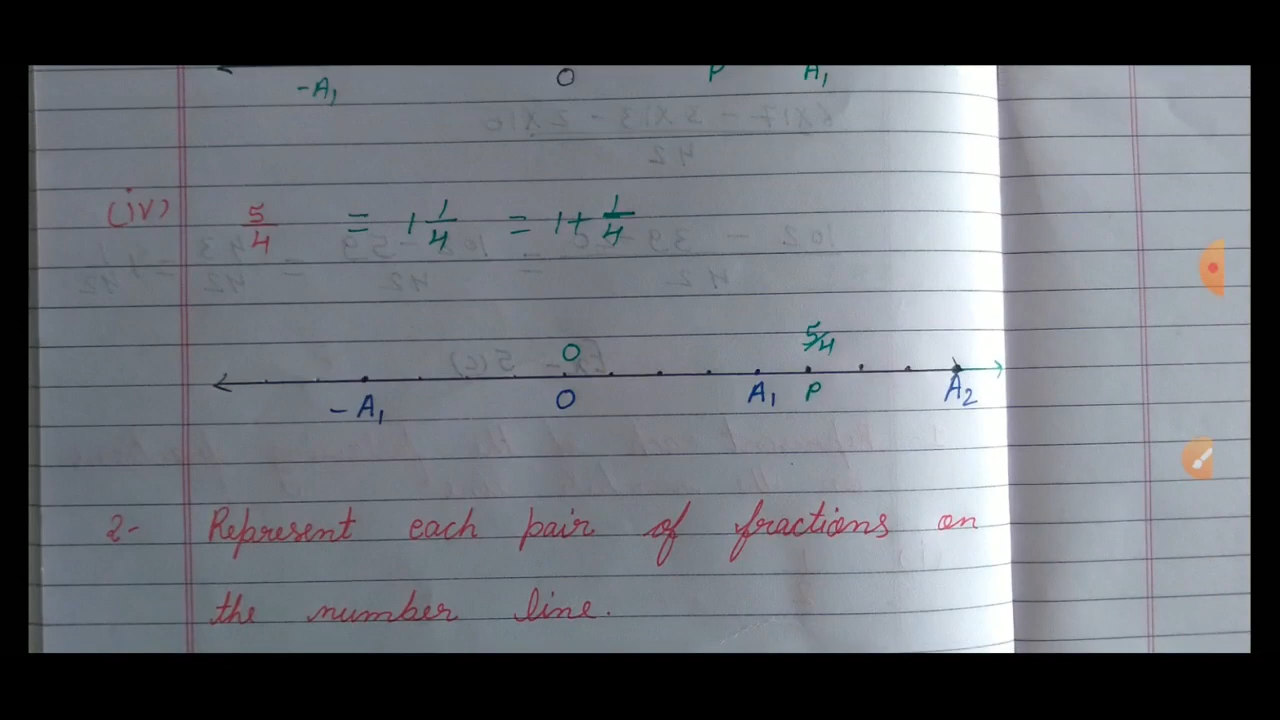 -A₁ O P A₁
(iv) 5/4 = 1 1/4 = 1+ 1/4
O 5/4
-A₁ O A₁ P A₂
2- Represent each pair of fractions on
the number line.